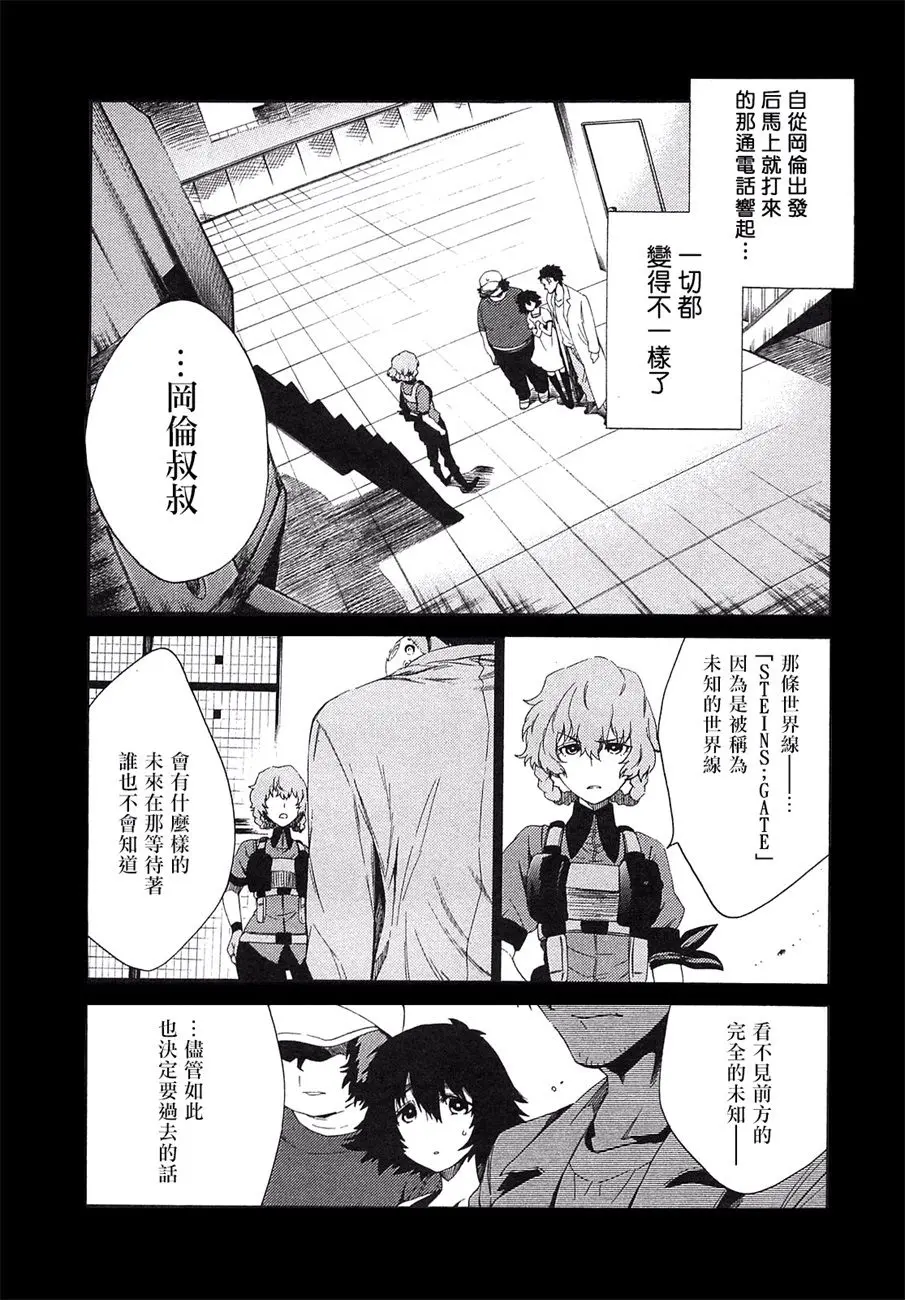 自從岡倫出發
后馬上就打來
的那通電話響起…
一切都
變得不一樣了
…岡倫叔叔
那條世界線——…
「STEINS;GATE」
因為是被稱為
未知的世界線
會有什麼樣的
未來在那等待著
誰也不會知道
看不見前方的
完全的未知——
…儘管如此
也決定要過去的話